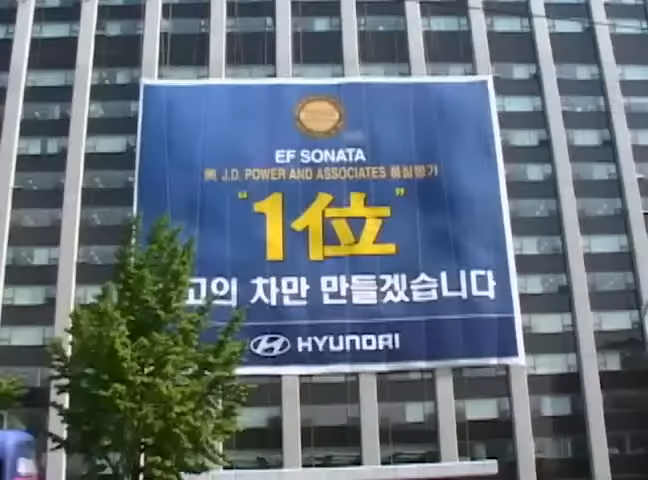 EF SONATA
美 J.D. POWER AND ASSOCIATES 품질평가
“1位”
고의 차만 만들겠습니다
HYUNDAI